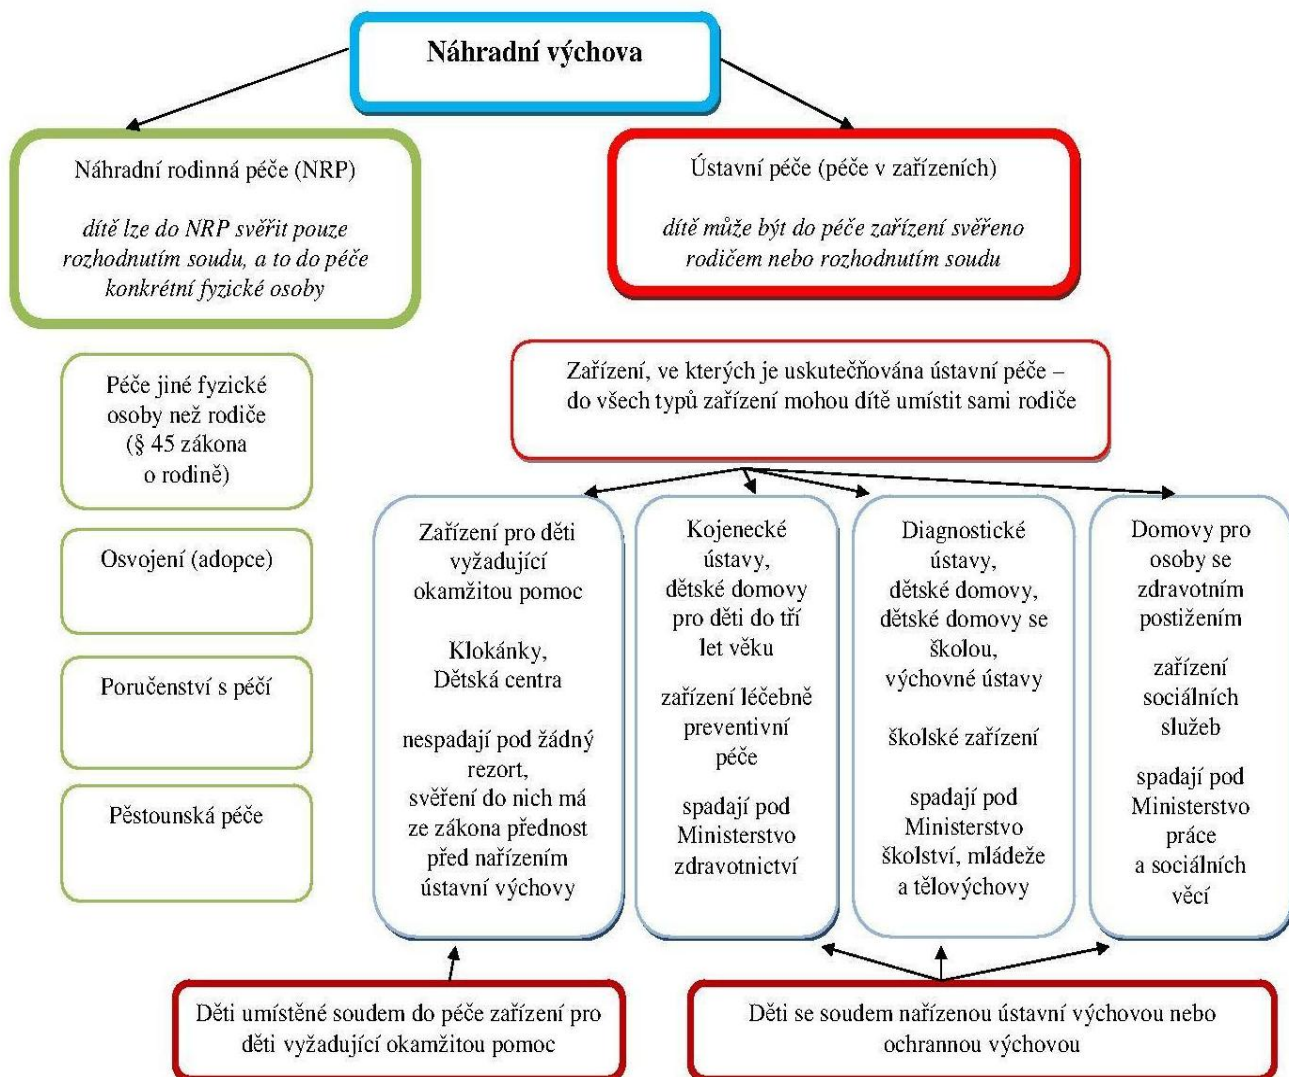 Náhradní výchova
Náhradní rodinná péče (NRP)
dítě lze do NRP svěřit pouze
rozhodnutím soudu, a to do péče
konkrétní fyzické osoby
Ústavní péče (péče v zařízeních)
dítě může být do péče zařízení svěřeno
rodičem nebo rozhodnutím soudu
Péče jiné fyzické
osoby než rodiče
(§ 45 zákona
o rodině)
Osvojení (adopce)
Poručenství s péčí
Pěstounská péče
Zařízení, ve kterých je uskutečňována ústavní péče –
do všech typů zařízení mohou dítě umístit sami rodiče
Zařízení pro děti
vyžadující
okamžitou pomoc
Klokánky,
Dětská centra
nespadají pod žádný
rezort,
svěření do nich má
ze zákona přednost
před nařízením
ústavní výchovy
Kojenecké
ústavy,
dětské domovy
pro děti do tří
let věku
zařízení léčebně
preventivní
péče
spadají pod
Ministerstvo
zdravotnictví
Diagnostické
ústavy,
dětské domovy,
dětské domovy se
školou,
výchovné ústavy
školské zařízení
spadají pod
Ministerstvo
školství, mládeže
a tělovýchovy
Domovy pro
osoby se
zdravotním
postižením
zařízení
sociálních
služeb
spadají pod
Ministerstvo
práce
a sociálních
věcí
Děti umístěné soudem do péče zařízení pro
děti vyžadující okamžitou pomoc
Děti se soudem nařízenou ústavní výchovou nebo
ochrannou výchovou